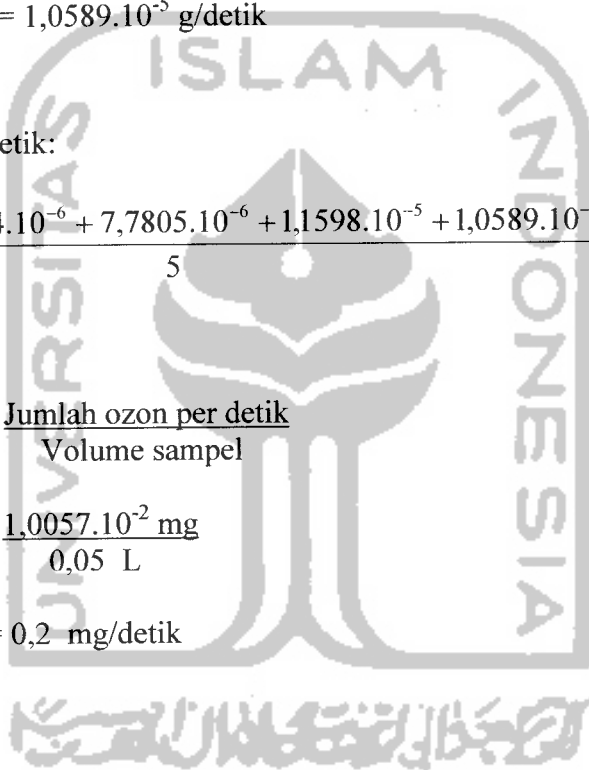 = 1,0589.10⁻⁵ g/detik
ISLAM
etik:
.10⁻⁶ + 7,7805.10⁻⁶ + 1,1598.10⁻⁵ + 1,0589.10⁻
5
UNIVERSITAS
INDONESIA
Jumlah ozon per detik
Volume sampel
1,0057.10⁻² mg
0,05 L
= 0,2 mg/detik